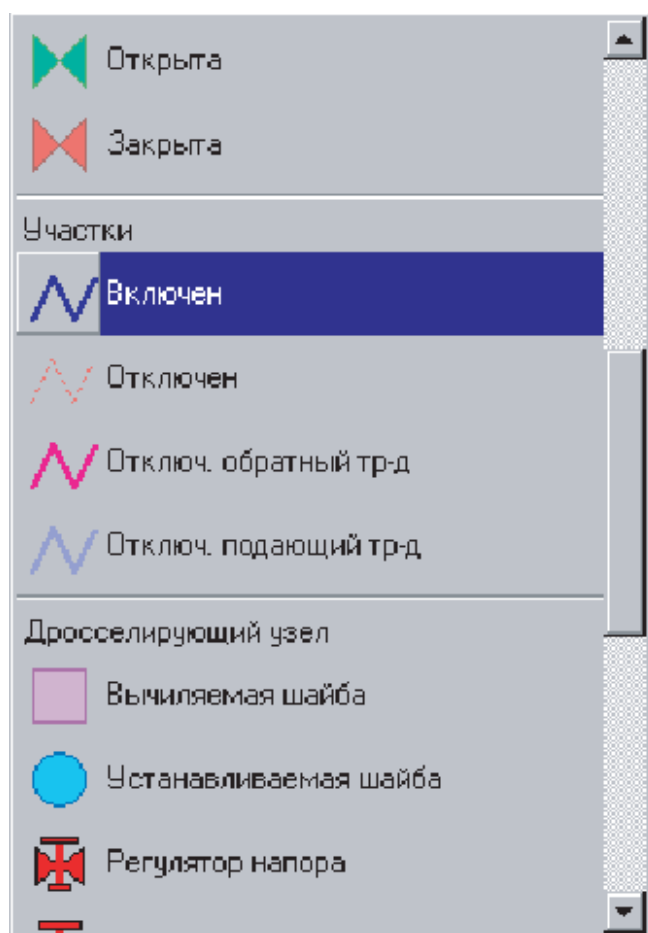 Открыта
Закрыта
Участки
Включен
Отключен
Отключ. обратный тр-д
Отключ. подающий тр-д
Дросселирующий узел
Вычиляемая шайба
Устанавливаемая шайба
Регулятор напора